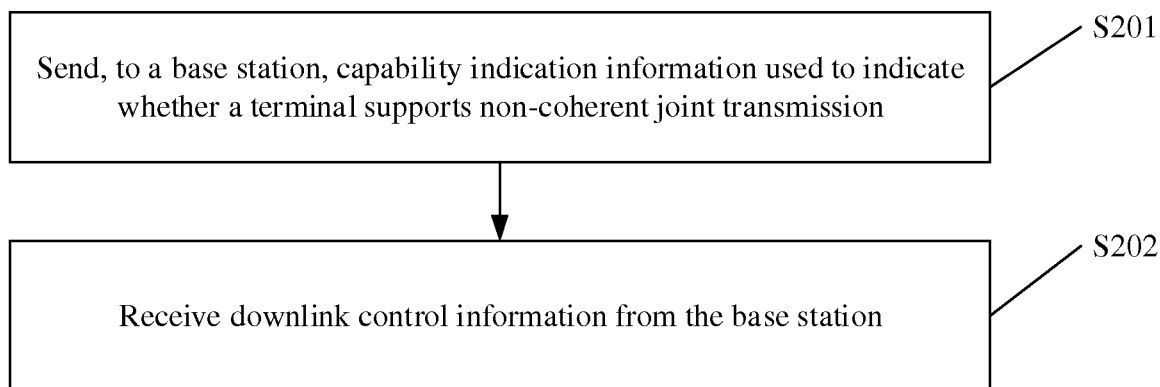 S201
Send, to a base station, capability indication information used to indicate
whether a terminal supports non-coherent joint transmission
S202
Receive downlink control information from the base station